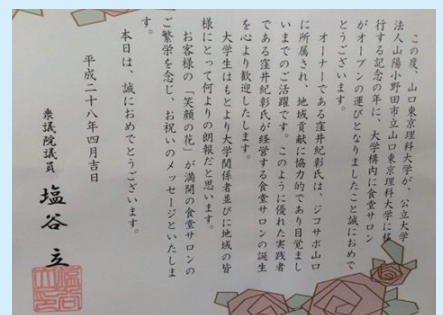 この度、山口東京理科大学が、公立大学
法人山陽小野田市立山口東京理科大学に移
行する記念の年に、大学構内に食堂サロン
がオープンの運びとなりましたこと誠におめで
とうございます。
オーナーである窪井紀彰氏は、ジコサポ山口
に所属され、地域貢献に協力的であり目覚まし
いまでのご活躍です。このように優れた実践者
である窪井紀彰氏が経営する食堂サロンの誕生
を心より歓迎したします。
大学生はもとより大学関係者並びに地域の皆
様にとって何よりの朗報だと思います。
お客様の「笑顔の花」が満開の食堂サロンの
ご繁栄を念じ、お祝いのメッセージといたしま
す。
本日は、誠におめでとうございます。
平成二十八年四月吉日
衆議院議員 塩谷 立